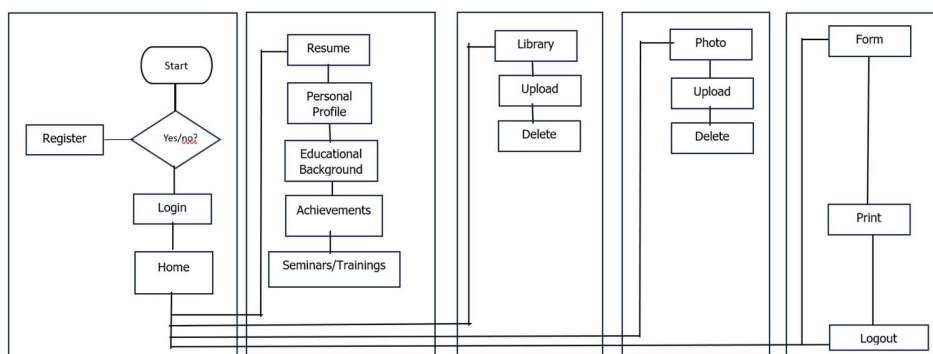 Start
Yes/no?
Register
Login
Home
Resume
Personal
Profile
Educational
Background
Achievements
Seminars/Trainings
Library
Upload
Delete
Photo
Upload
Delete
Form
Print
Logout